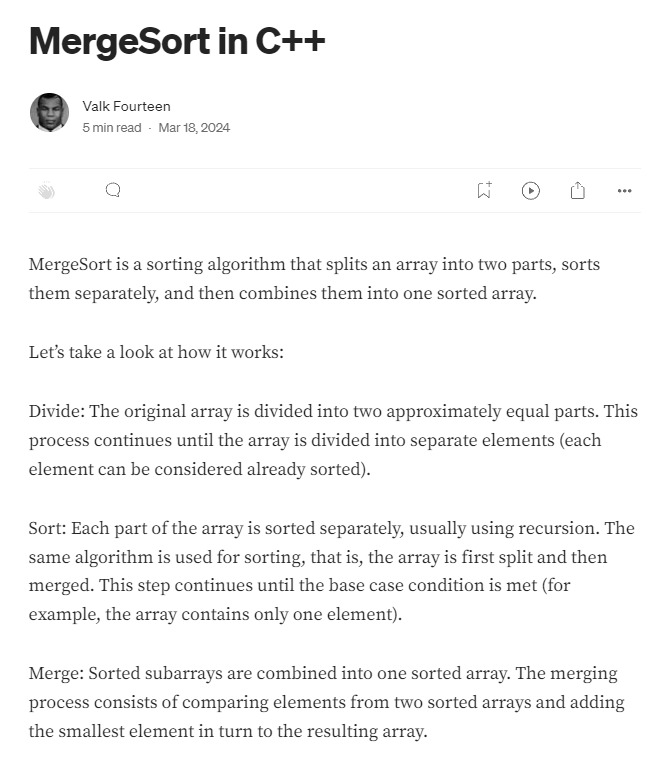 MergeSort in C++
Valk Fourteen
5 min read · Mar 18, 2024
MergeSort is a sorting algorithm that splits an array into two parts, sorts
them separately, and then combines them into one sorted array.
Let’s take a look at how it works:
Divide: The original array is divided into two approximately equal parts. This
process continues until the array is divided into separate elements (each
element can be considered already sorted).
Sort: Each part of the array is sorted separately, usually using recursion. The
same algorithm is used for sorting, that is, the array is first split and then
merged. This step continues until the base case condition is met (for
example, the array contains only one element).
Merge: Sorted subarrays are combined into one sorted array. The merging
process consists of comparing elements from two sorted arrays and adding
the smallest element in turn to the resulting array.